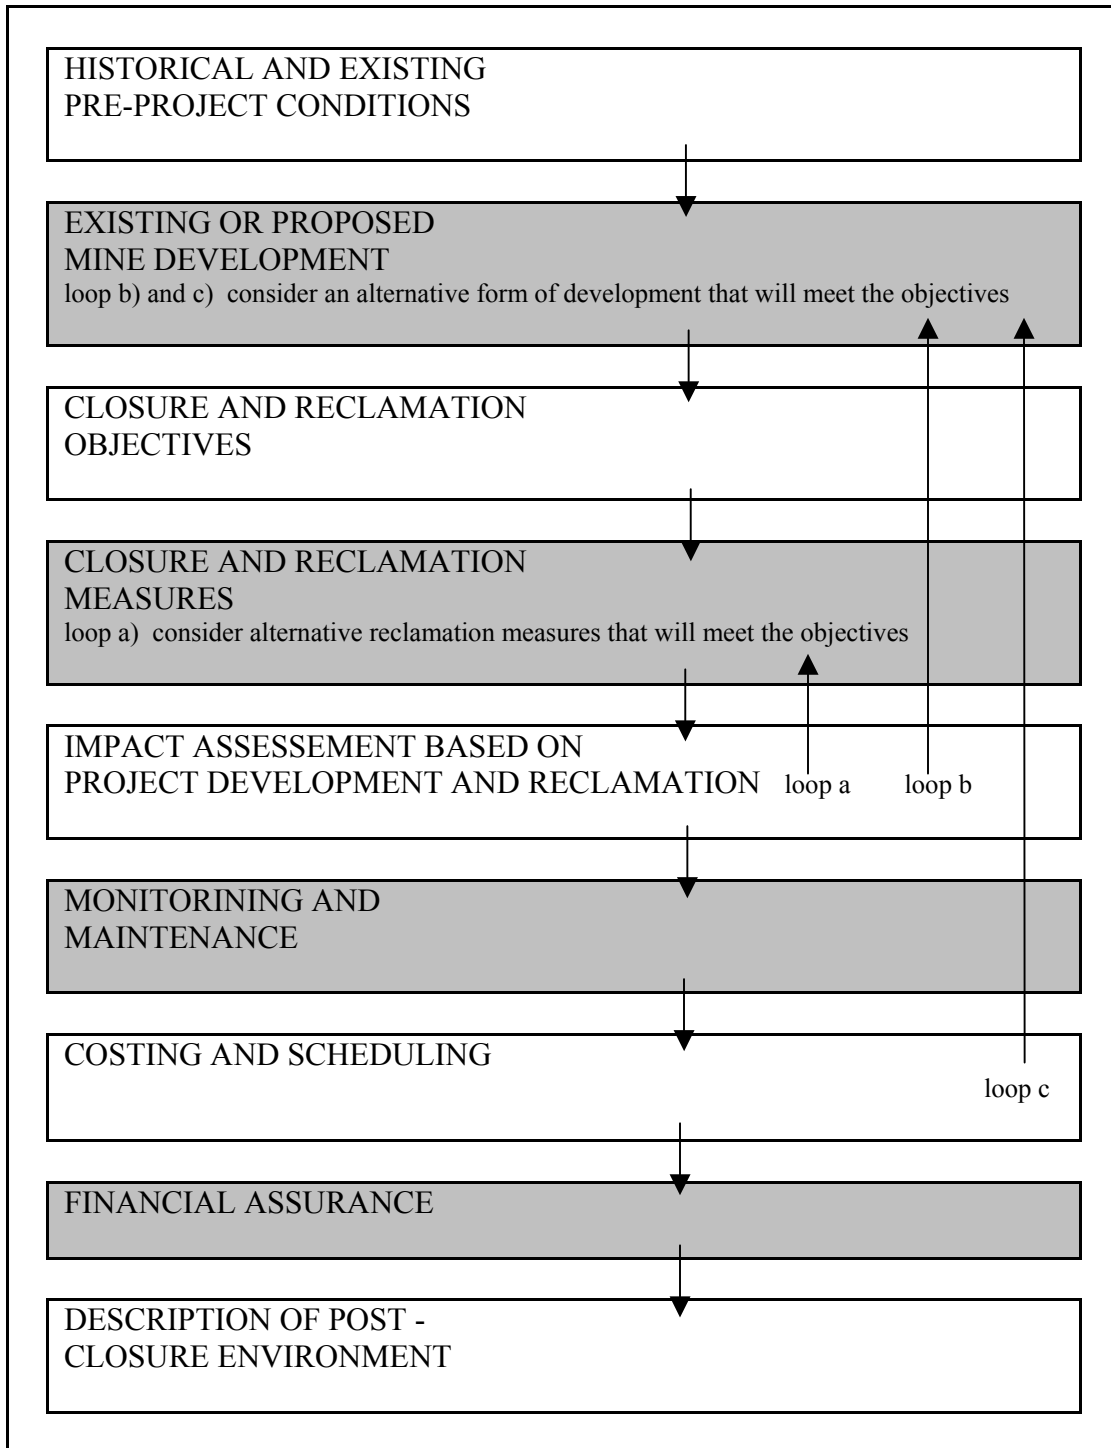 HISTORICAL AND EXISTING
PRE-PROJECT CONDITIONS
EXISTING OR PROPOSED
MINE DEVELOPMENT
loop b) and c)  consider an alternative form of development that will meet the objectives
CLOSURE AND RECLAMATION
OBJECTIVES
CLOSURE AND RECLAMATION
MEASURES
loop a)  consider alternative reclamation measures that will meet the objectives
IMPACT ASSESSEMENT BASED ON
PROJECT DEVELOPMENT AND RECLAMATION loop a loop b
MONITORINING AND
MAINTENANCE
COSTING AND SCHEDULING
loop c
FINANCIAL ASSURANCE
DESCRIPTION OF POST -
CLOSURE ENVIRONMENT